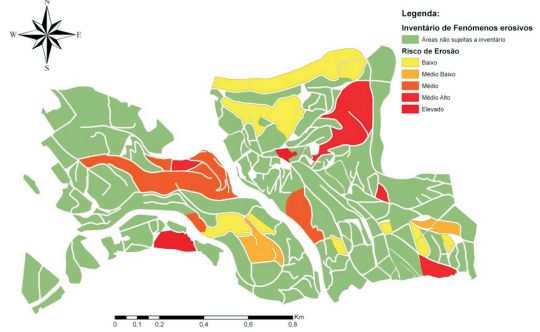 N
W E
S
Legenda:
Inventário de Fenómenos erosivos
Áreas não sujeitas a inventário
Risco de Erosão
Baixo
Médio Baixo
Médio
Médio Alto
Elevado
Km
0 0,1 0,2 0,4 0,6 0,8